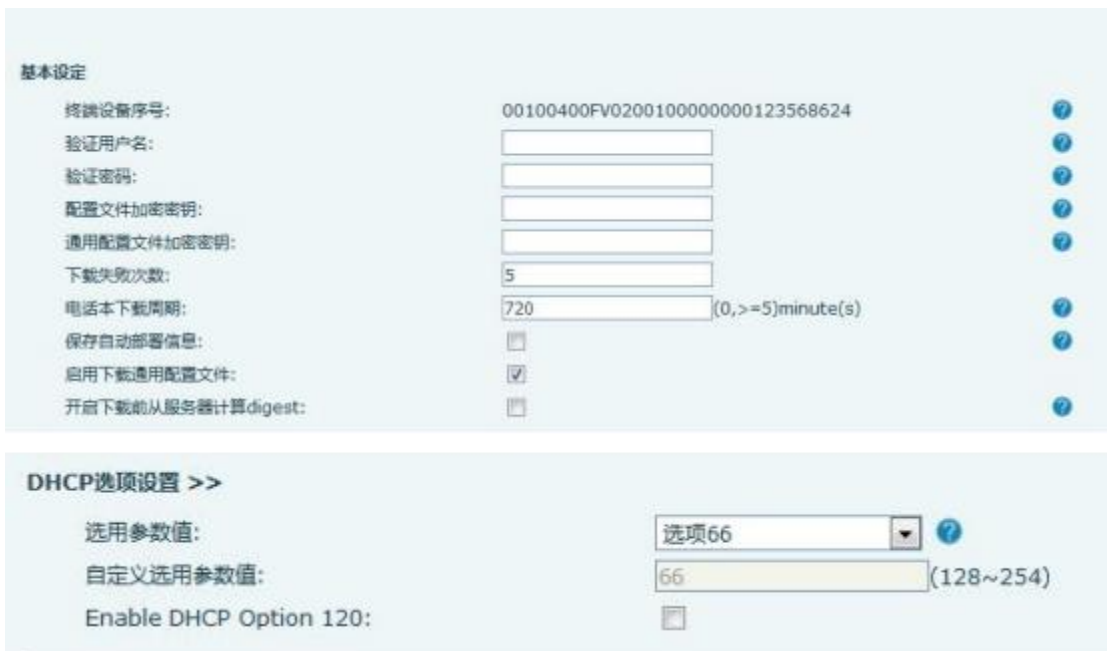 基本设定
终端设备序号: 00100400FV02001000000000123568624
验证用户名:
验证密码:
配置文件加密密钥:
通用配置文件加密密钥:
下载失败次数: 5
电话本下载周期: 720 (0,>=5)minute(s)
保存自动部署信息:
启用下载通用配置文件:
开启下载前从服务器计算digest:
DHCP选项设置 >>
选用参数值: 选项66
自定义选用参数值: 66 (128~254)
Enable DHCP Option 120: